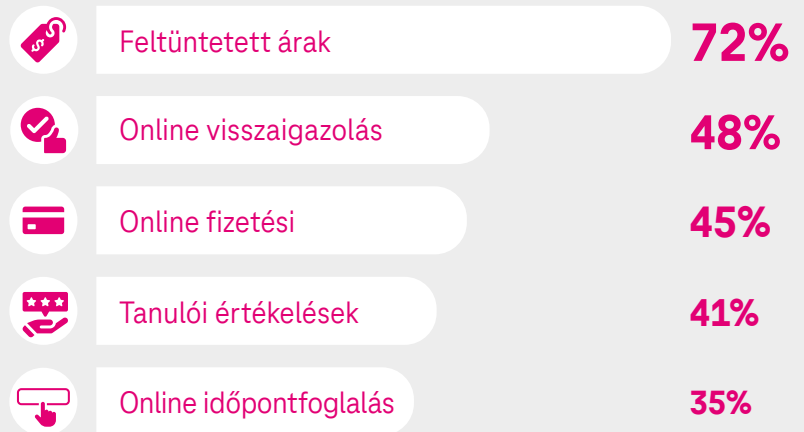 Feltüntetett árak 72%
Online visszaigazolás 48%
Online fizetési 45%
Tanulói értékelések 41%
Online időpontfoglalás 35%